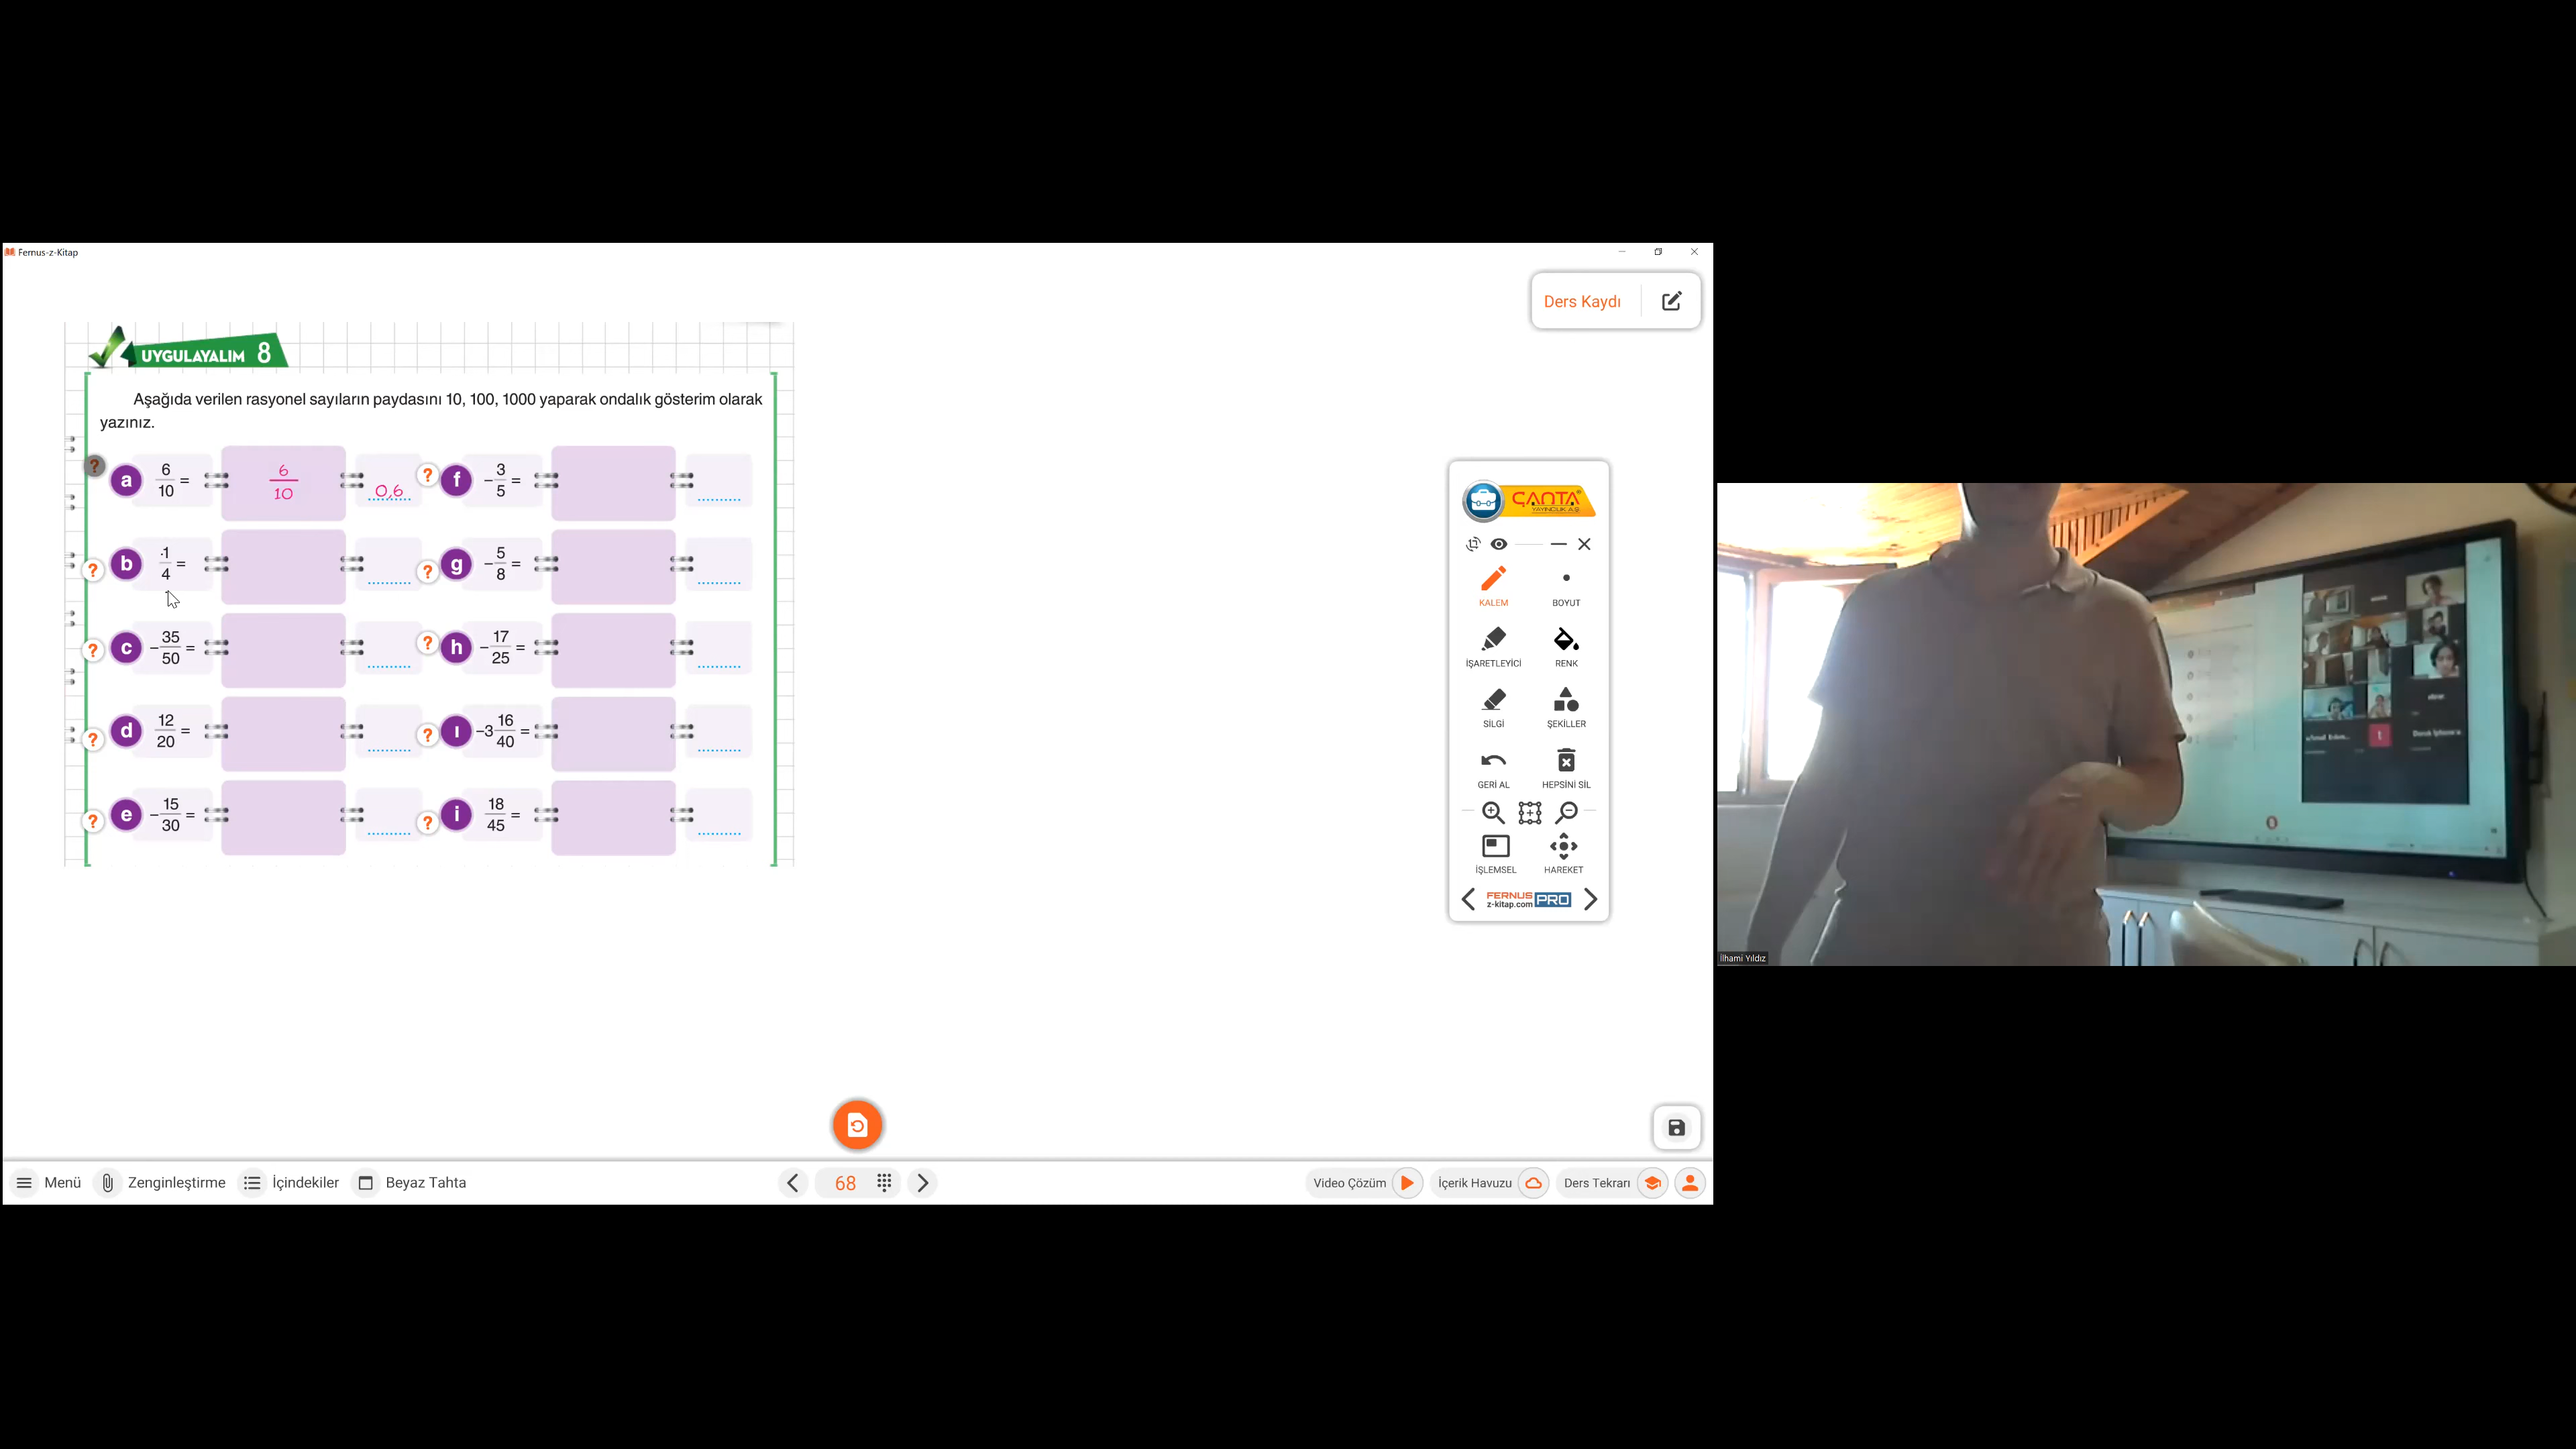 Fernus-z-Kitap
Ders Kaydı
UYGULAYALIM 8
Aşağıda verilen rasyonel sayıların paydasını 10, 100, 1000 yaparak ondalık gösterim olarak
yazınız.
? a 6/10 = 6/10 0,6 ? f -3/5 = ..........
? b 1/4 = .......... ? g -5/8 = ..........
? c -35/50 = .......... ? h -17/25 = ..........
? d 12/20 = .......... ? ı -3 16/40 = ..........
? e -15/30 = .......... ? i 18/45 = ..........
ÇANTA
YAYINCILIK A.Ş.
KALEM BOYUT
İŞARETLEYİCİ RENK
SİLGİ ŞEKİLLER
GERİ AL HEPSİNİ SİL
İŞLEMSEL HAREKET
FERNUS
z-kitap.com PRO
İlhami Yıldız
Menü Zenginleştirme İçindekiler Beyaz Tahta 68 Video Çözüm İçerik Havuzu Ders Tekrarı